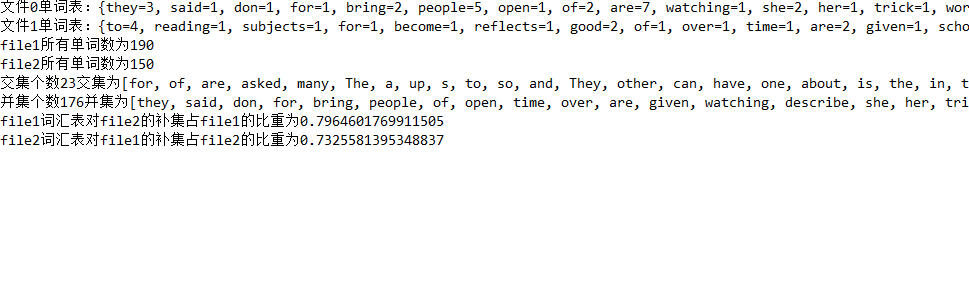 文件0单词表：{they=3, said=1, don=1, for=1, bring=2, people=5, open=1, of=2, are=7, watching=1, she=2, her=1, trick=1, wor
文件1单词表：{to=4, reading=1, subjects=1, for=1, become=1, reflects=1, good=2, of=1, over=1, time=1, are=2, given=1, scho
file1所有单词数为190
file2所有单词数为150
交集个数23交集为[for, of, are, asked, many, The, a, up, s, to, so, and, They, other, can, have, one, about, is, the, in, t
并集个数176并集为[they, said, don, for, bring, people, of, open, time, over, are, given, watching, describe, she, her, tri
file1词汇表对file2的补集占file1的比重为0.7964601769911505
file2词汇表对file1的补集占file2的比重为0.7325581395348837